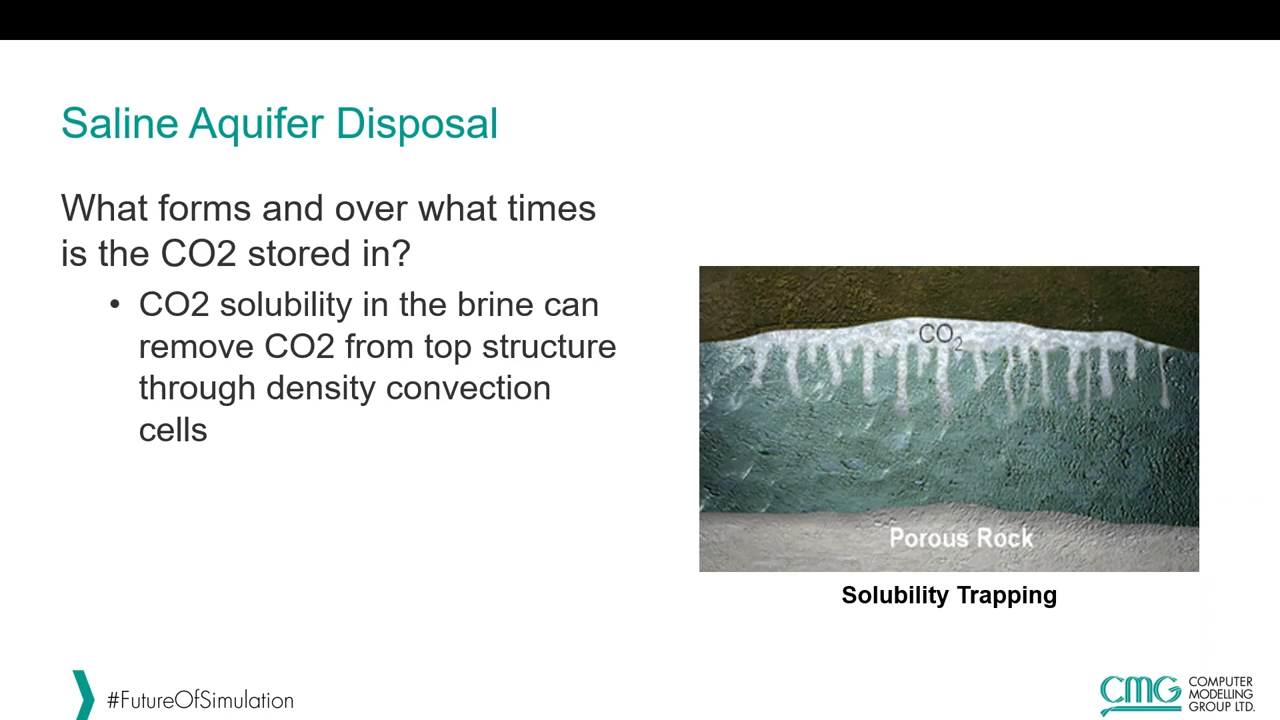 Saline Aquifer Disposal
What forms and over what times
is the CO2 stored in?
• CO2 solubility in the brine can
remove CO2 from top structure
through density convection
cells
CO2
Porous Rock
Solubility Trapping
#FutureOfSimulation
CMG COMPUTER
MODELLING
GROUP LTD.